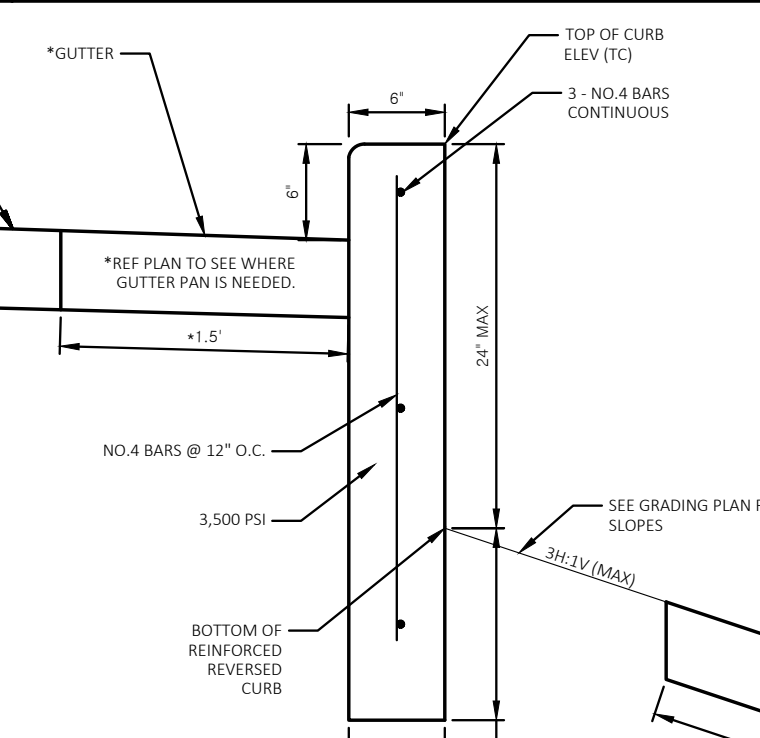 *GUTTER
TOP OF CURB
ELEV (TC)
6"
3 - NO.4 BARS
CONTINUOUS
6"
*REF PLAN TO SEE WHERE
GUTTER PAN IS NEEDED.
*1.5'
24" MAX
NO.4 BARS @ 12" O.C.
3,500 PSI
SEE GRADING PLAN F
SLOPES
3H:1V (MAX)
BOTTOM OF
REINFORCED
REVERSED
CURB